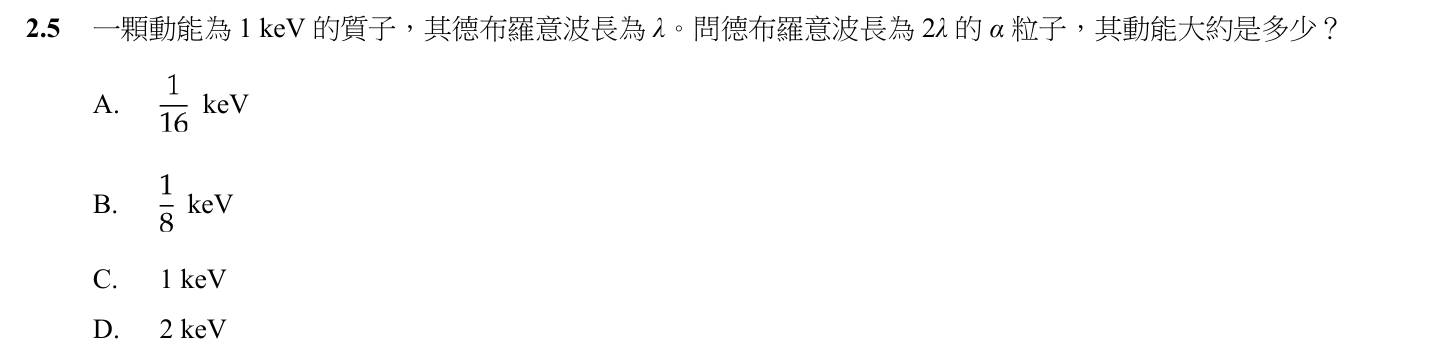 2.5 一顆動能為 1 keV 的質子，其德布羅意波長為 λ。問德布羅意波長為 2λ 的 α 粒子，其動能大約是多少？
A. 1/16 keV
B. 1/8 keV
C. 1 keV
D. 2 keV